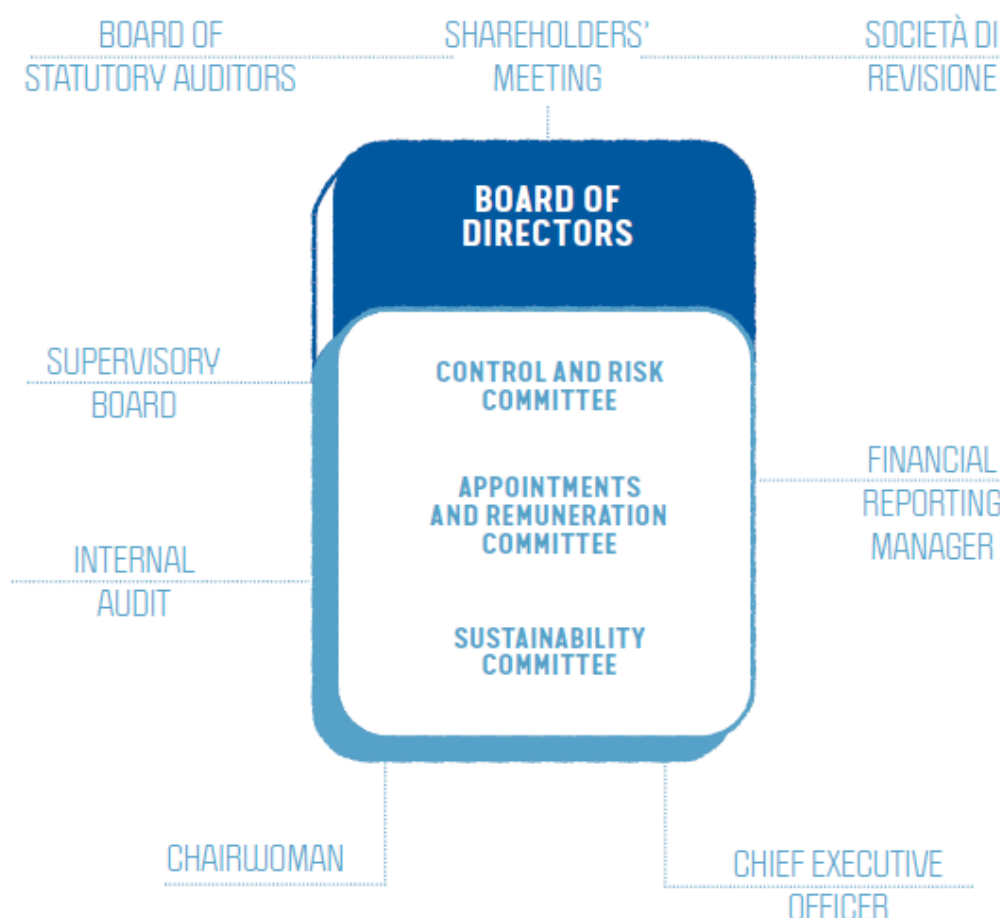 BOARD OF
STATUTORY AUDITORS
SHAREHOLDERS'
MEETING
SOCIETÀ DI
REVISIONE
BOARD OF
DIRECTORS
SUPERVISORY
BOARD
CONTROL AND RISK
COMMITTEE
APPOINTMENTS
AND REMUNERATION
COMMITTEE
FINANCIAL
REPORTING
MANAGER
INTERNAL
AUDIT
SUSTAINABILITY
COMMITTEE
CHAIRWOMAN
CHIEF EXECUTIVE
OFFICER